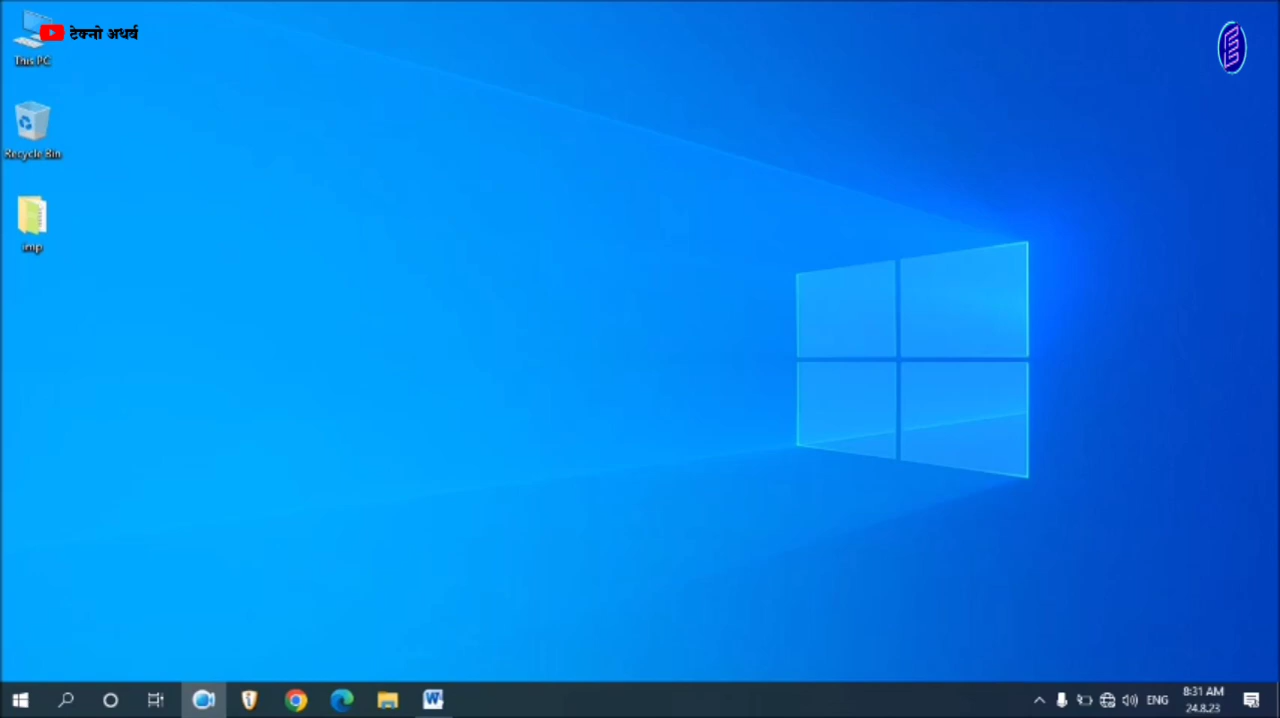 टेक्नो अथर्व
This PC
Recycle Bin
imp
ENG
8:31 AM
24.8.23